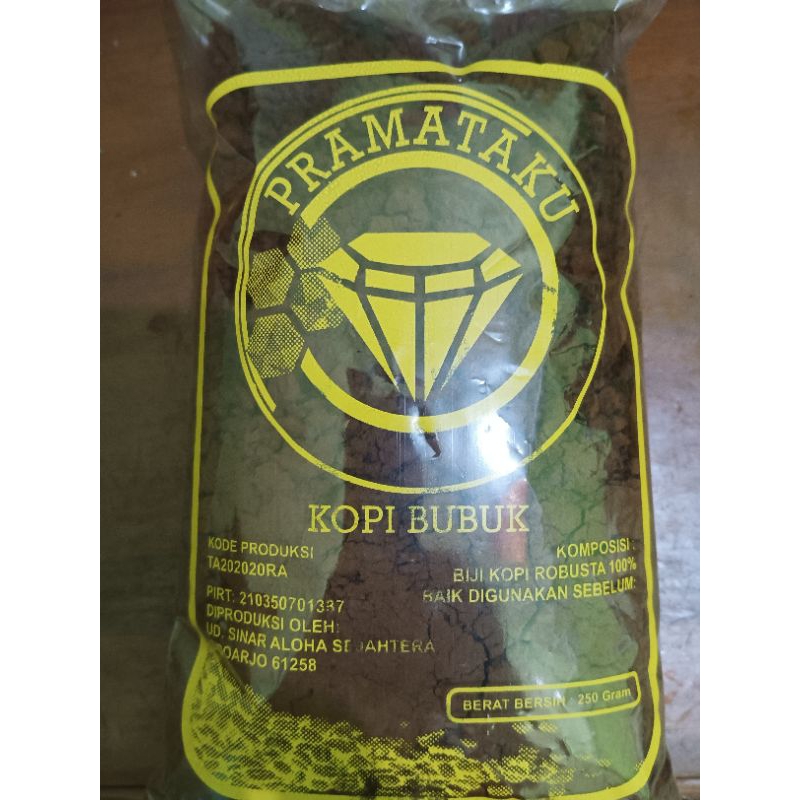 PRAMATAKU
KOPI BUBUK
KODE PRODUKSI
TA202020RA
PIRT: 210350701337
DIPRODUKSI OLEH:
UD. SINAR ALOHA
61258
KOMPOSISI :
BIJI KOPI ROBUSTA 100%
BAIK DIGUNAKAN SEBELUM:
BERAT BERSIH : 250 Gram